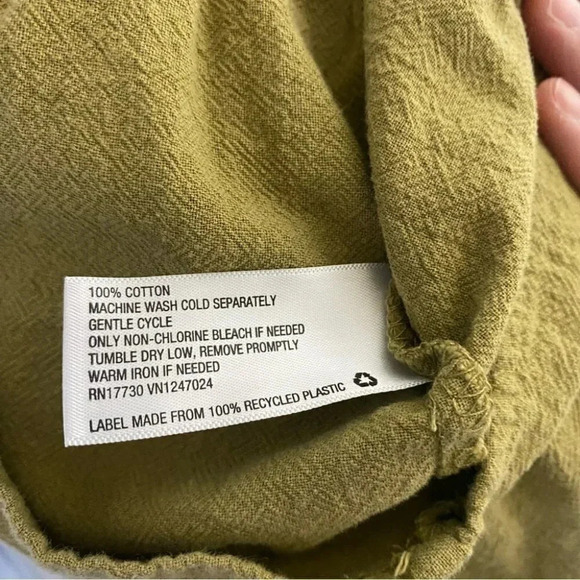 100% COTTON
MACHINE WASH COLD SEPARATELY
GENTLE CYCLE
ONLY NON-CHLORINE BLEACH IF NEEDED
TUMBLE DRY LOW, REMOVE PROMPTLY
WARM IRON IF NEEDED
RN17730 VN1247024
LABEL MADE FROM 100% RECYCLED PLASTIC